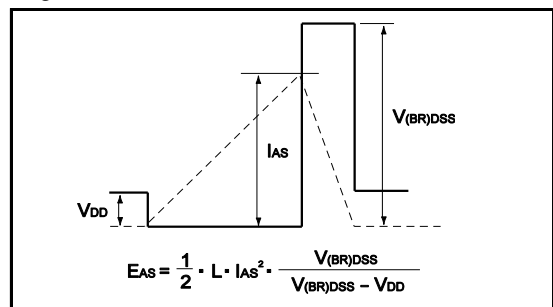 V(BR)DSS
IAS
VDD
EAS = 1/2 · L · IAS² · V(BR)DSS / V(BR)DSS – VDD